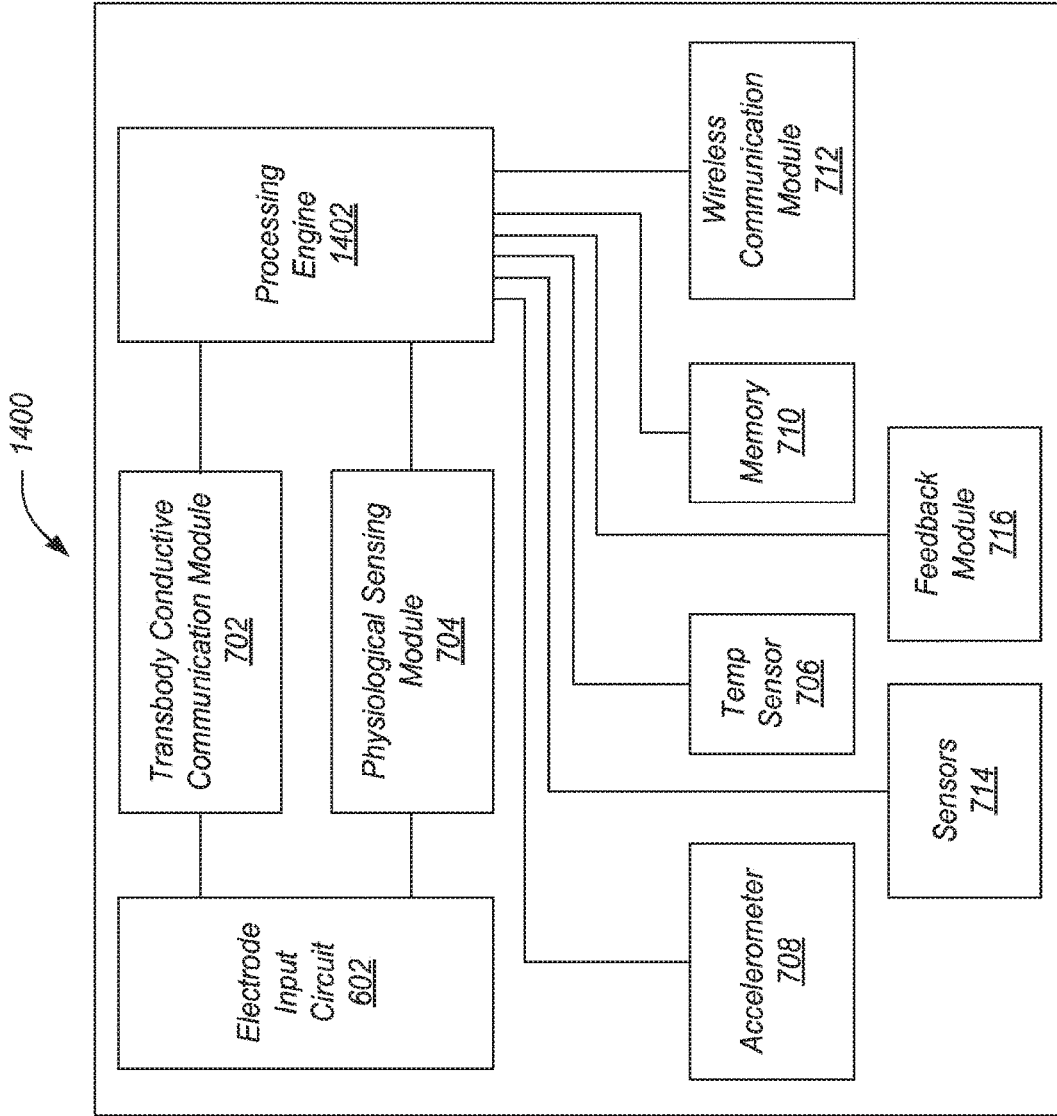 1400
Electrode
Input
Circuit
602
Transbody Conductive
Communication Module
702
Physiological Sensing
Module
704
Processing
Engine
1402
Accelerometer
708
Sensors
714
Temp
Sensor
706
Feedback
Module
716
Memory
710
Wireless
Communication
Module
712